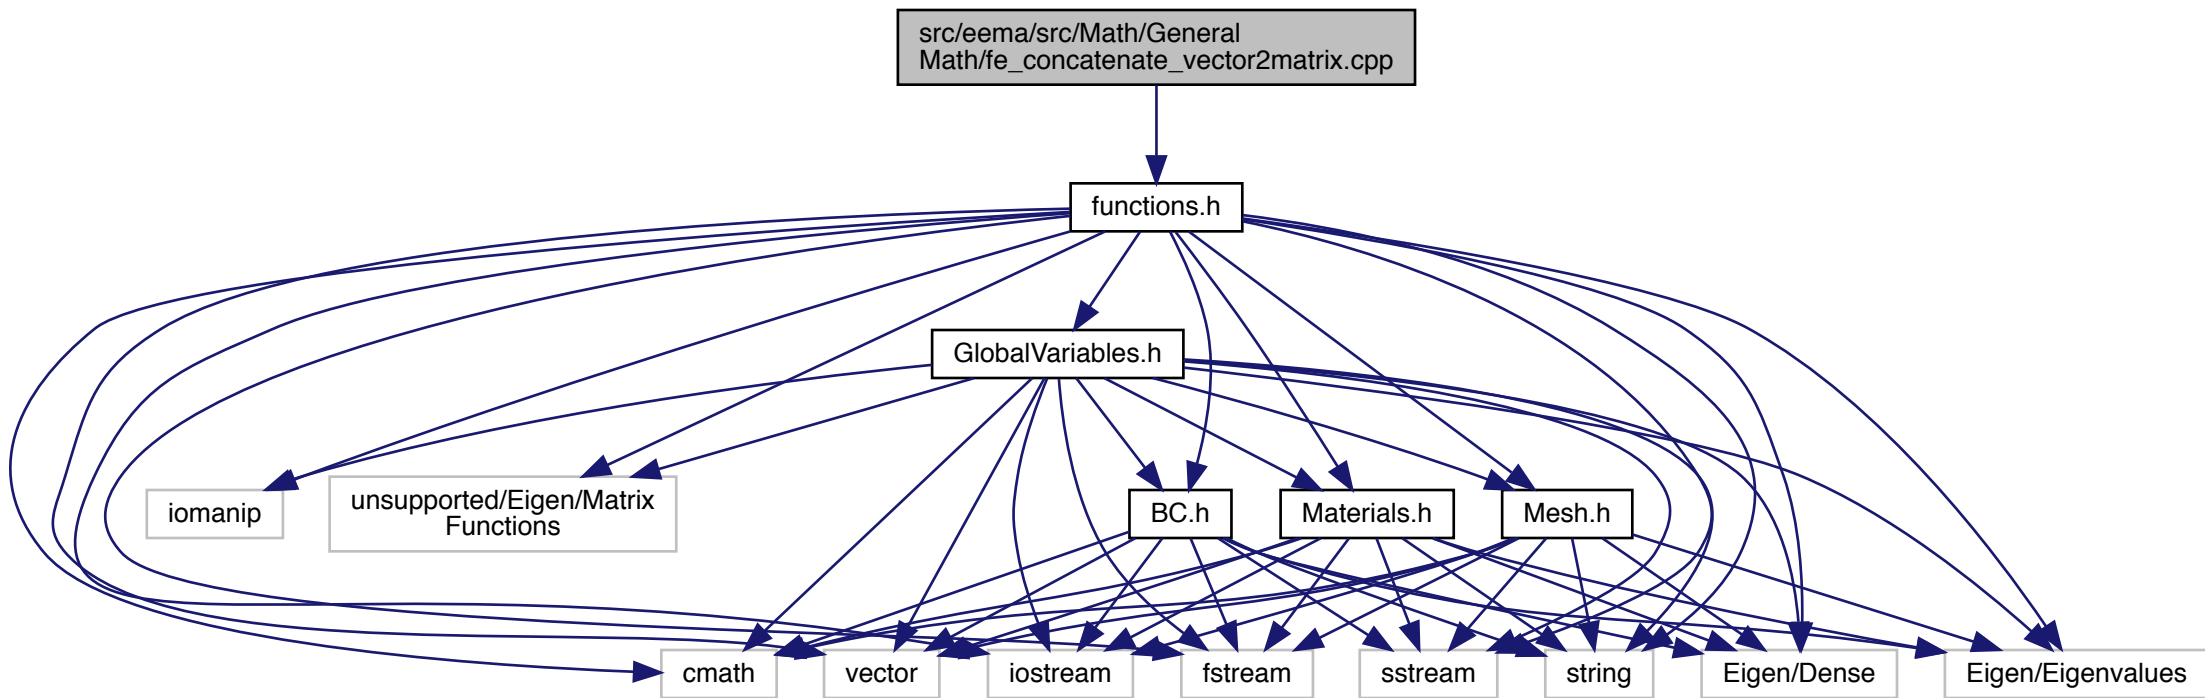 src/eema/src/Math/General
Math/fe_concatenate_vector2matrix.cpp
functions.h
GlobalVariables.h
iomanip
unsupported/Eigen/Matrix
Functions
BC.h
Materials.h
Mesh.h
cmath
vector
iostream
fstream
sstream
string
Eigen/Dense
Eigen/Eigenvalues